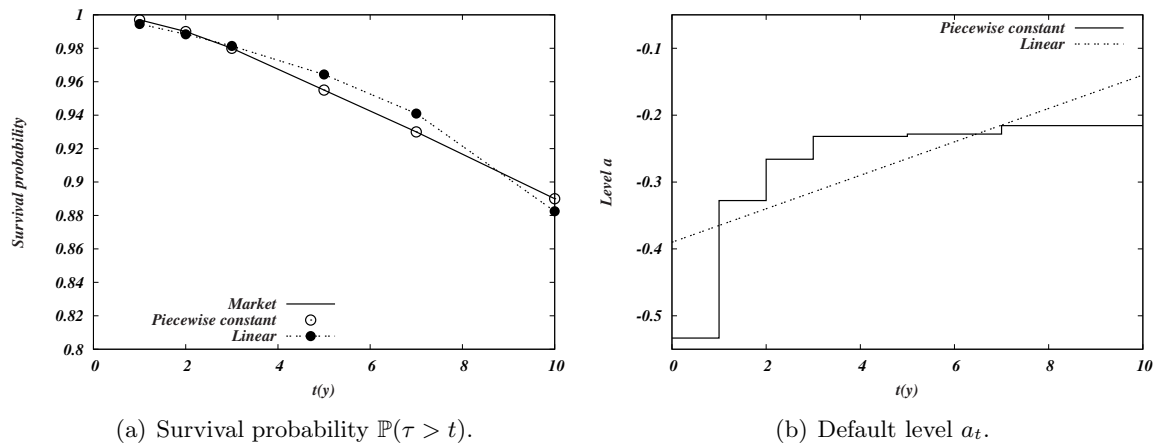 1
0.98
0.96
0.94
0.92
0.9
0.88
0.86
0.84
0.82
0.8
Survival probability
Market
Piecewise constant
Linear
0 2 4 6 8 10
t(y)
(a) Survival probability ℙ(τ > t).
Piecewise constant
Linear
-0.1
-0.2
-0.3
-0.4
-0.5
Level a
0 2 4 6 8 10
t(y)
(b) Default level aₜ.